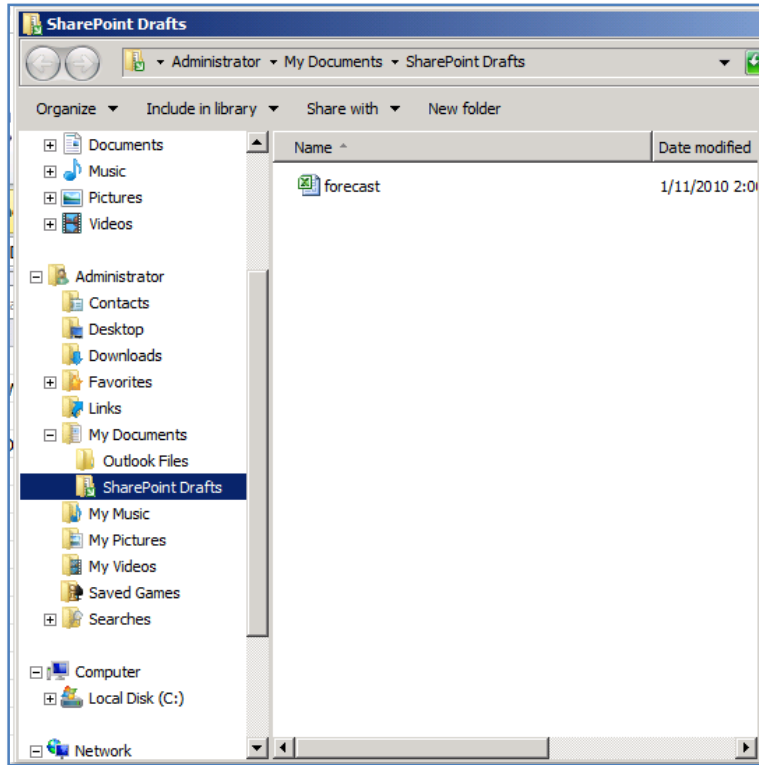 SharePoint Drafts
Administrator My Documents SharePoint Drafts
Organize Include in library Share with New folder
Documents
Music
Pictures
Videos
Administrator
Contacts
Desktop
Downloads
Favorites
Links
My Documents
Outlook Files
SharePoint Drafts
My Music
My Pictures
My Videos
Saved Games
Searches
Computer
Local Disk (C:)
Network
Name Date modified
forecast 1/11/2010 2:0